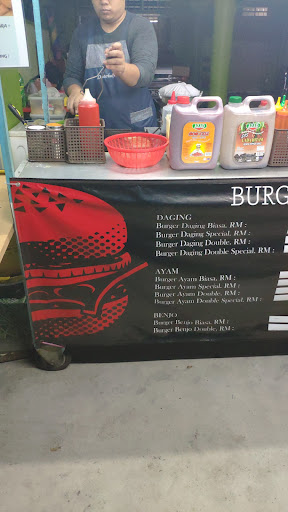 BURG
DAGING
Burger Daging Biasa, RM :
Burger Daging Special, RM :
Burger Daging Double, RM :
Burger Daging Double Special, RM :
AYAM
Burger Ayam Biasa, RM :
Burger Ayam Special, RM :
Burger Ayam Double, RM :
Burger Ayam Double Special, RM :
BENJO
Burger Benjo Biasa, RM :
Burger Benjo Double, RM :